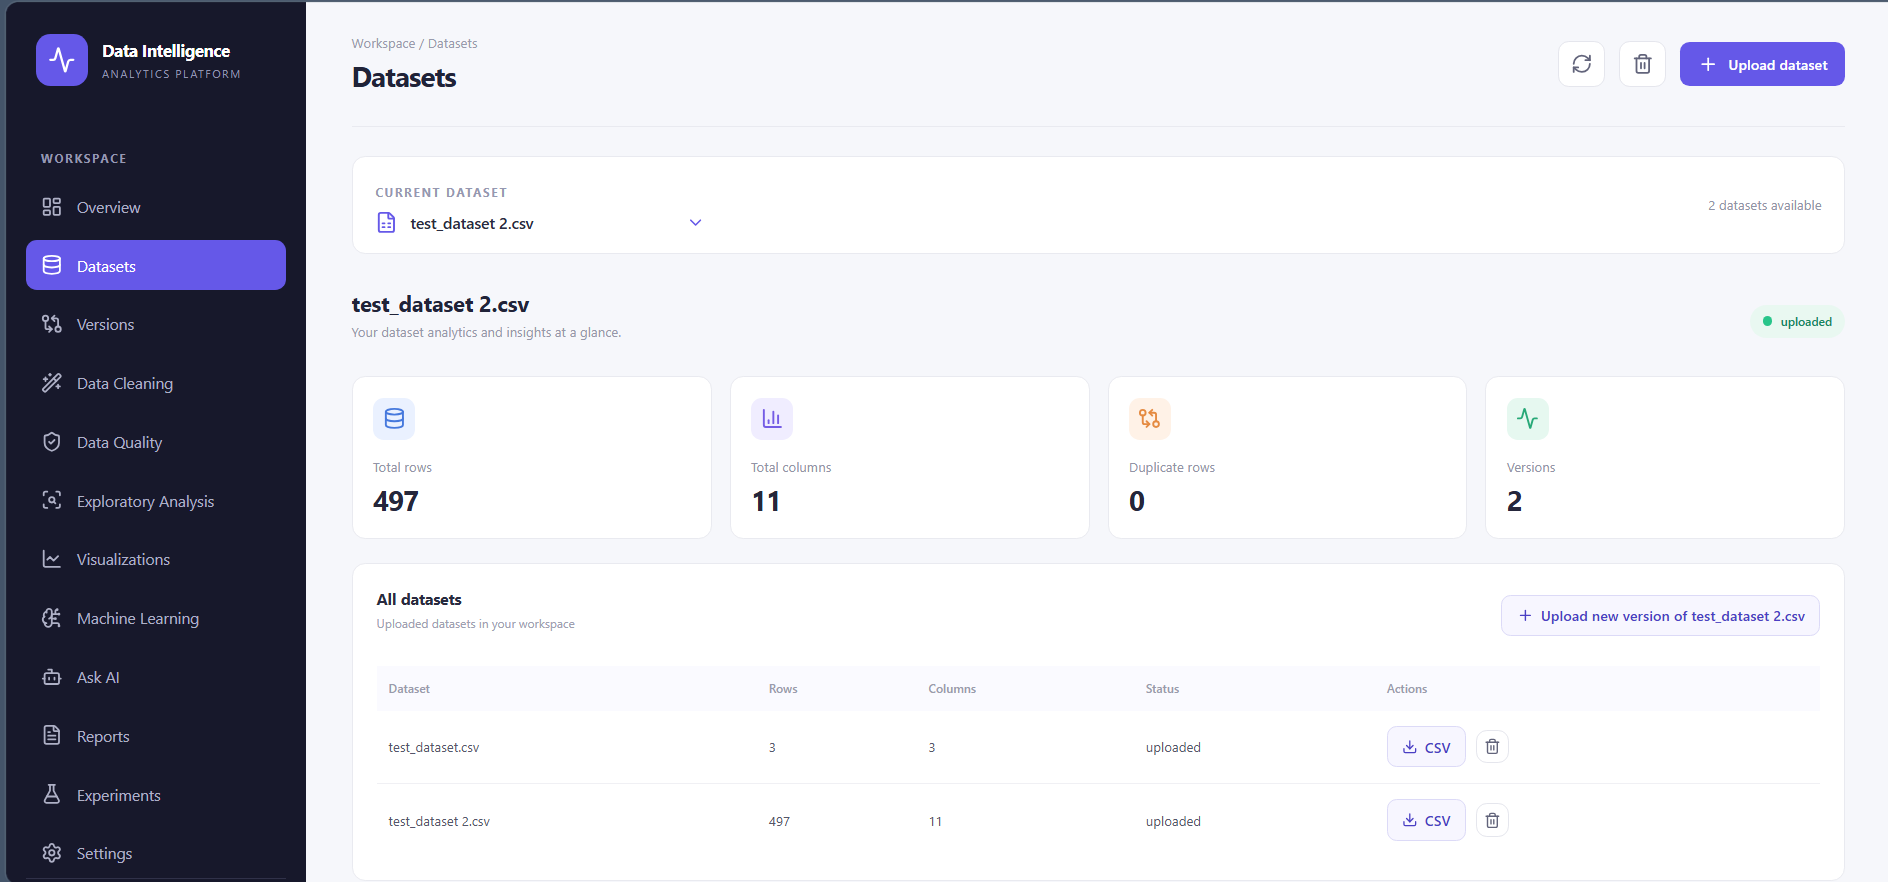 Data Intelligence
ANALYTICS PLATFORM
WORKSPACE
Overview
Datasets
Versions
Data Cleaning
Data Quality
Exploratory Analysis
Visualizations
Machine Learning
Ask AI
Reports
Experiments
Settings
Workspace / Datasets
Datasets
Upload dataset
CURRENT DATASET
test_dataset 2.csv
2 datasets available
test_dataset 2.csv
Your dataset analytics and insights at a glance.
uploaded
Total rows
497
Total columns
11
Duplicate rows
0
Versions
2
All datasets
Uploaded datasets in your workspace
Upload new version of test_dataset 2.csv
Dataset Rows Columns Status Actions
test_dataset.csv 3 3 uploaded CSV
test_dataset 2.csv 497 11 uploaded CSV